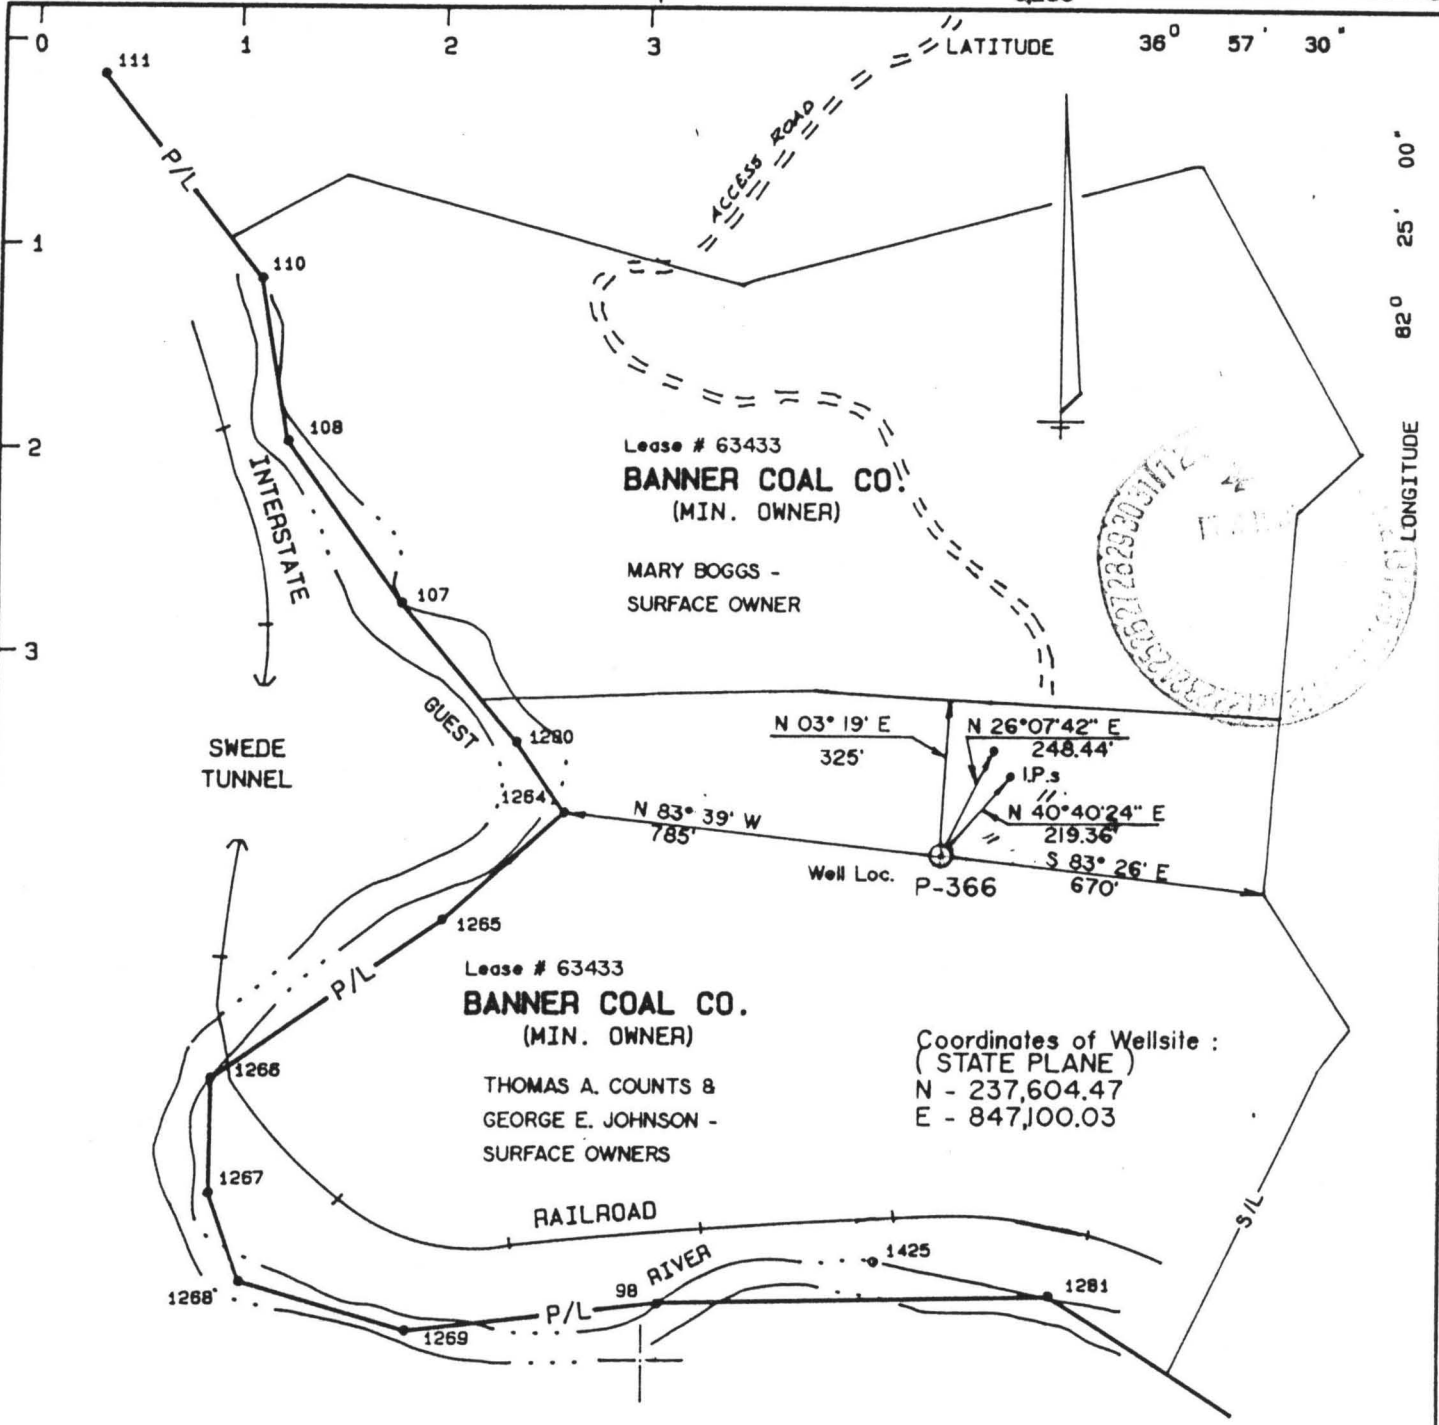 0 1 2 3
LATITUDE 36° 57' 30"
111
ACCESS ROAD
P/L
LONGITUDE 82° 25' 00"
1
110
108
2
Lease # 63433
BANNER COAL CO.
(MIN. OWNER)
INTERSTATE
MARY BOGGS -
SURFACE OWNER
107
3
GUEST
N 03° 19' E
325'
N 26°07'42" E
248.44'
SWEDE
TUNNEL
1280
I.P.s
1264
N 83° 39' W
785'
N 40°40'24" E
219.36'
S 83° 26' E
670'
Well Loc. P-366
1265
Lease # 63433
P/L
BANNER COAL CO.
(MIN. OWNER)
Coordinates of Wellsite :
( STATE PLANE )
N - 237,604.47
E - 847,100.03
1266
THOMAS A. COUNTS &
GEORGE E. JOHNSON -
SURFACE OWNERS
1267
S/L
RAILROAD
1425
RIVER
98
1281
1268
P/L
1269